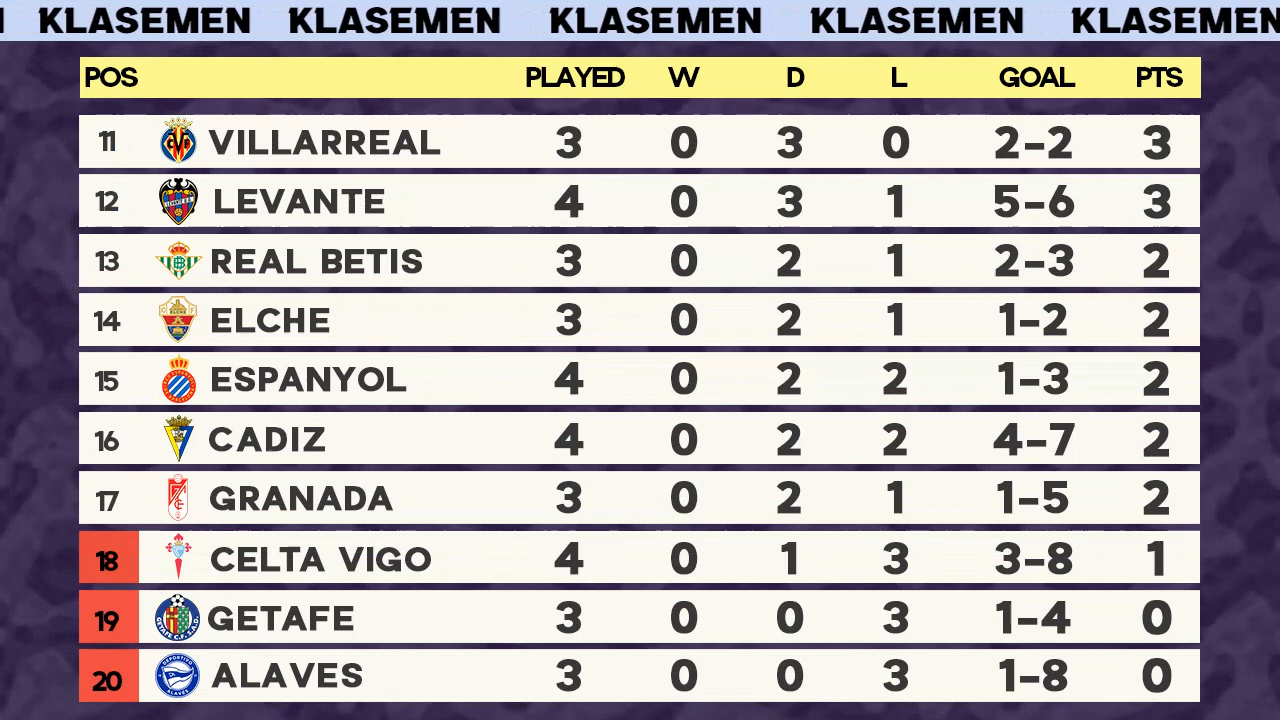 KLASEMEN KLASEMEN KLASEMEN KLASEMEN KLASEMEN
POS PLAYED W D L GOAL PTS
11 VILLARREAL 3 0 3 0 2-2 3
12 LEVANTE 4 0 3 1 5-6 3
13 REAL BETIS 3 0 2 1 2-3 2
14 ELCHE 3 0 2 1 1-2 2
15 ESPANYOL 4 0 2 2 1-3 2
16 CADIZ 4 0 2 2 4-7 2
17 GRANADA 3 0 2 1 1-5 2
18 CELTA VIGO 4 0 1 3 3-8 1
19 GETAFE 3 0 0 3 1-4 0
20 ALAVES 3 0 0 3 1-8 0